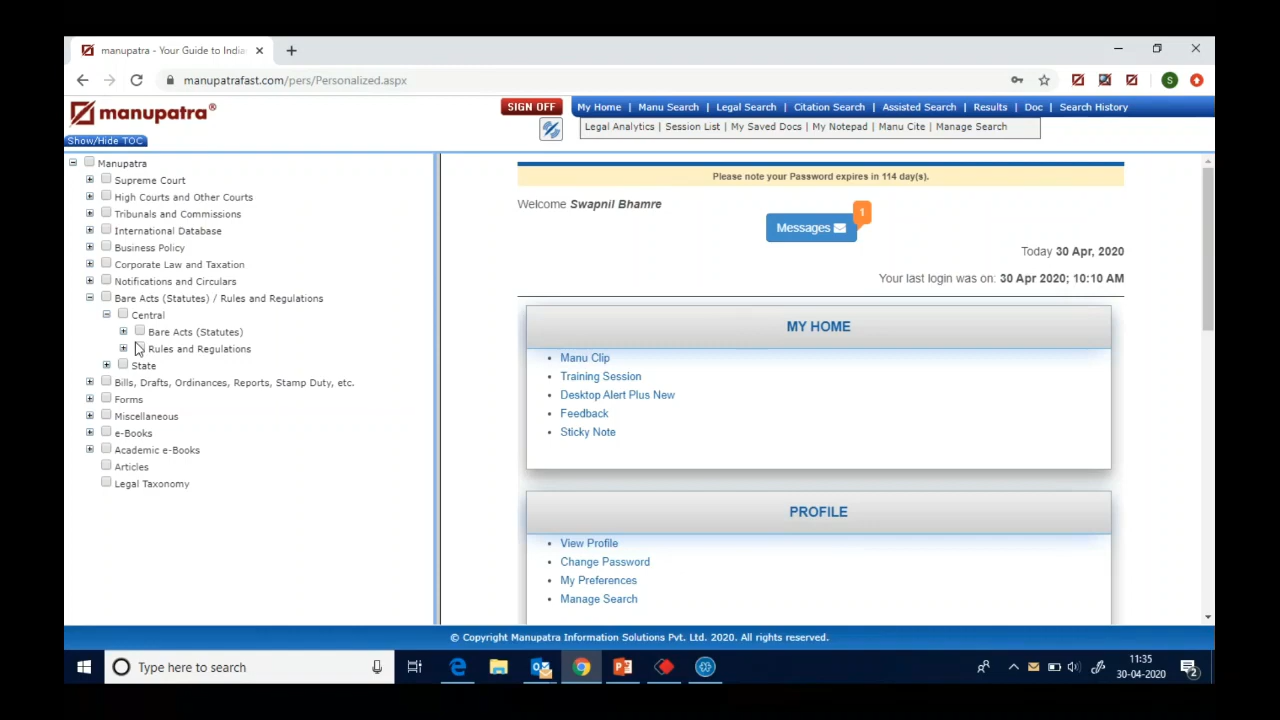 manupatra - Your Guide to India
manupatrafast.com/pers/Personalized.aspx
S
manupatra®
SIGN OFF
My Home | Manu Search | Legal Search | Citation Search | Assisted Search | Results | Doc | Search History
Legal Analytics | Session List | My Saved Docs | My Notepad | Manu Cite | Manage Search
Show/Hide TOC
Manupatra
Supreme Court
High Courts and Other Courts
Tribunals and Commissions
International Database
Business Policy
Corporate Law and Taxation
Notifications and Circulars
Bare Acts (Statutes) / Rules and Regulations
Central
Bare Acts (Statutes)
Rules and Regulations
State
Bills, Drafts, Ordinances, Reports, Stamp Duty, etc.
Forms
Miscellaneous
e-Books
Academic e-Books
Articles
Legal Taxonomy
Please note your Password expires in 114 day(s).
Welcome Swapnil Bhamre
Messages
1
Today 30 Apr, 2020
Your last login was on: 30 Apr 2020; 10:10 AM
MY HOME
• Manu Clip
• Training Session
• Desktop Alert Plus New
• Feedback
• Sticky Note
PROFILE
• View Profile
• Change Password
• My Preferences
• Manage Search
© Copyright Manupatra Information Solutions Pvt. Ltd. 2020. All rights reserved.
Type here to search
11:35
30-04-2020
2